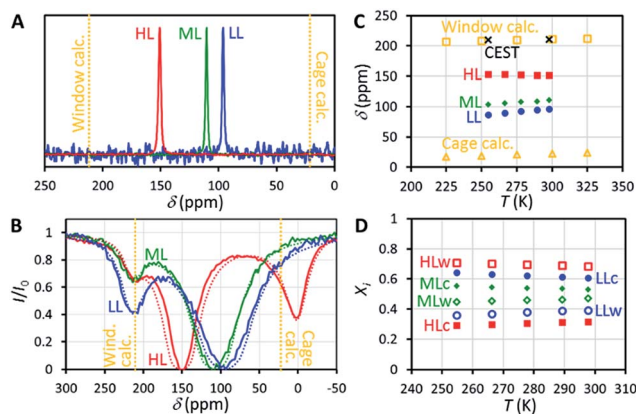 A
HL
ML
LL
Window calc.
Cage calc.
250
200
150
100
50
0
δ (ppm)
C
250
200
150
100
50
0
Window calc.
CEST
HL
ML
LL
Cage calc.
δ (ppm)
200
225
250
275
300
325
350
T (K)
B
1
0.8
0.6
0.4
0.2
0
I/I0
ML
LL
HL
Wind. calc.
Cage calc.
300
250
200
150
100
50
0
-50
δ (ppm)
D
1
0.8
0.6
0.4
0.2
0
Xi
HLw
MLc
MLw
HLc
LLc
LLw
240
250
260
270
280
290
300
T (K)